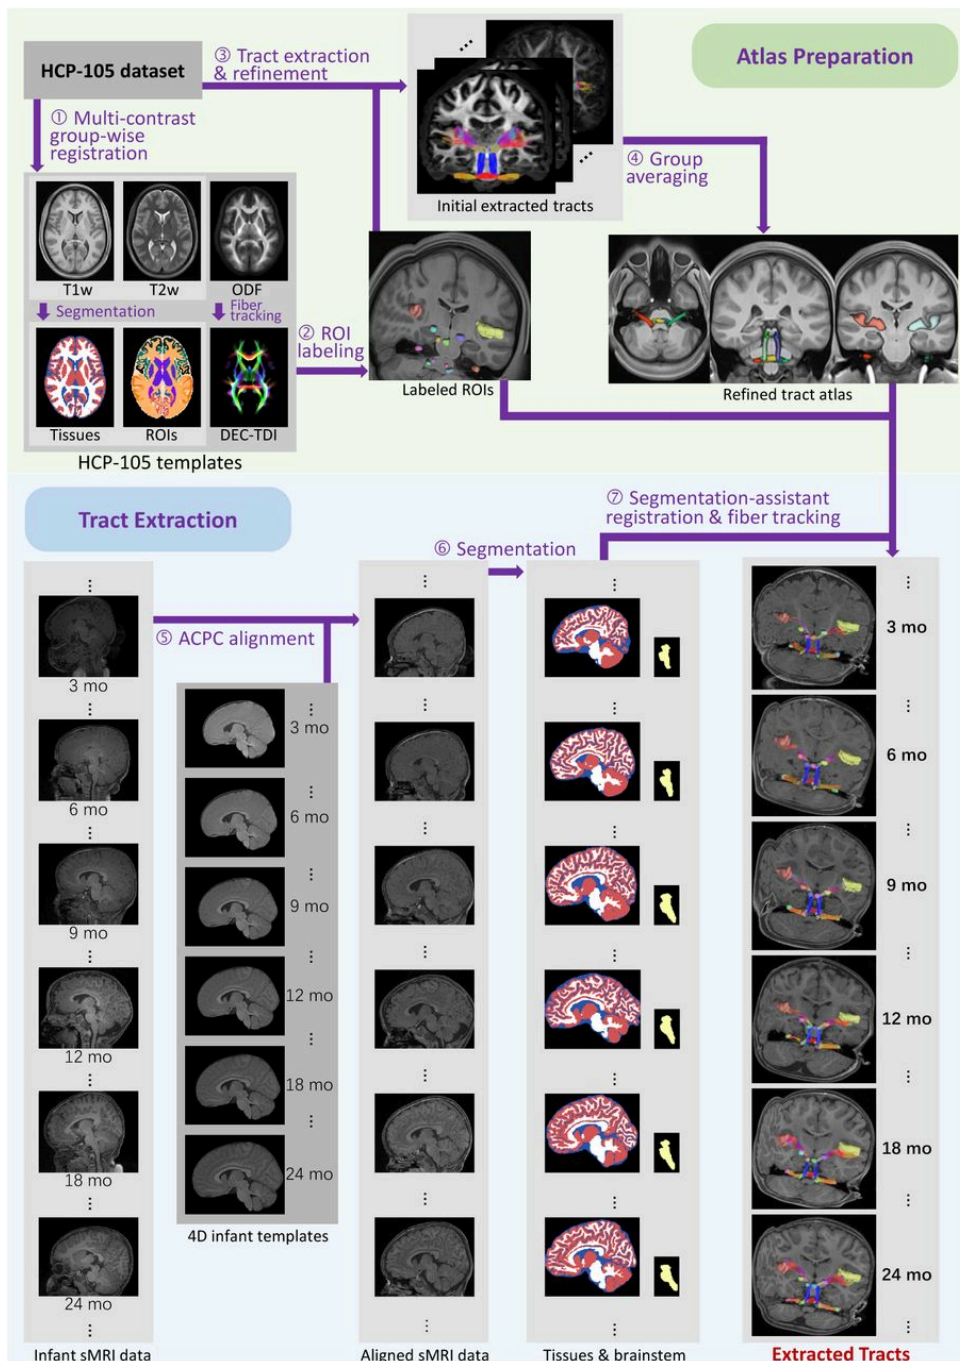 HCP-105 dataset
③ Tract extraction
& refinement
Atlas Preparation
① Multi-contrast
group-wise
registration
...
...
④ Group
averaging
Initial extracted tracts
T1w
T2w
ODF
Segmentation
Fiber
tracking
② ROI
labeling
Labeled ROIs
Refined tract atlas
Tissues
ROIs
DEC-TDI
HCP-105 templates
Tract Extraction
⑦ Segmentation-assistant
registration & fiber tracking
⑥ Segmentation
⑤ ACPC alignment
3 mo
6 mo
9 mo
12 mo
18 mo
24 mo
Infant sMRI data
3 mo
6 mo
9 mo
12 mo
18 mo
24 mo
4D infant templates
Aligned sMRI data
Tissues & brainstem
3 mo
6 mo
9 mo
12 mo
18 mo
24 mo
Extracted Tracts